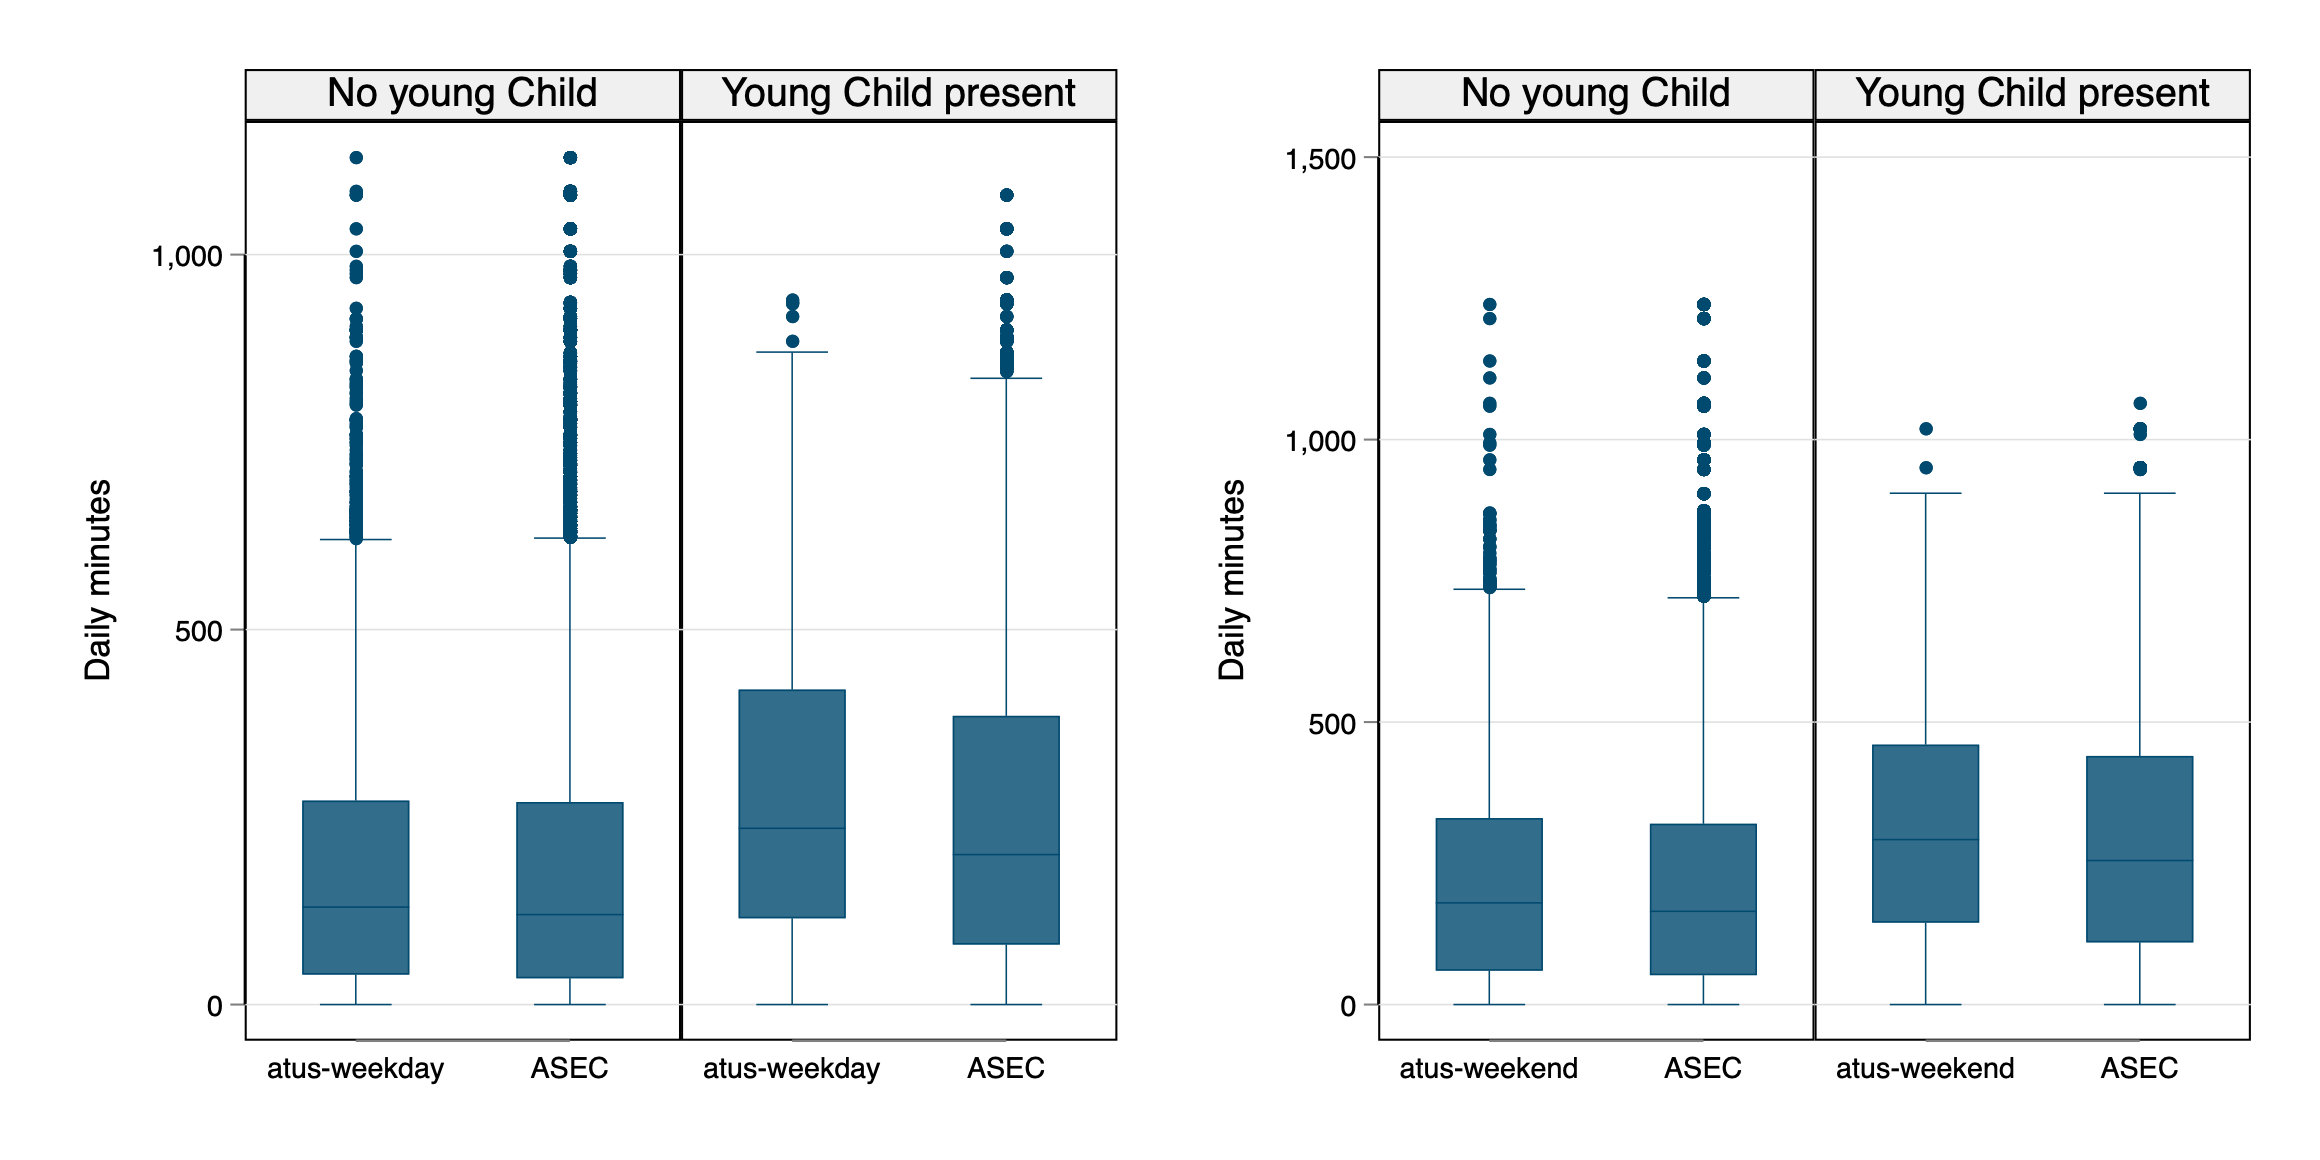 No young Child
Young Child present
Daily minutes
1,000
500
0
atus-weekday
ASEC
atus-weekday
ASEC
No young Child
Young Child present
Daily minutes
1,500
1,000
500
0
atus-weekend
ASEC
atus-weekend
ASEC